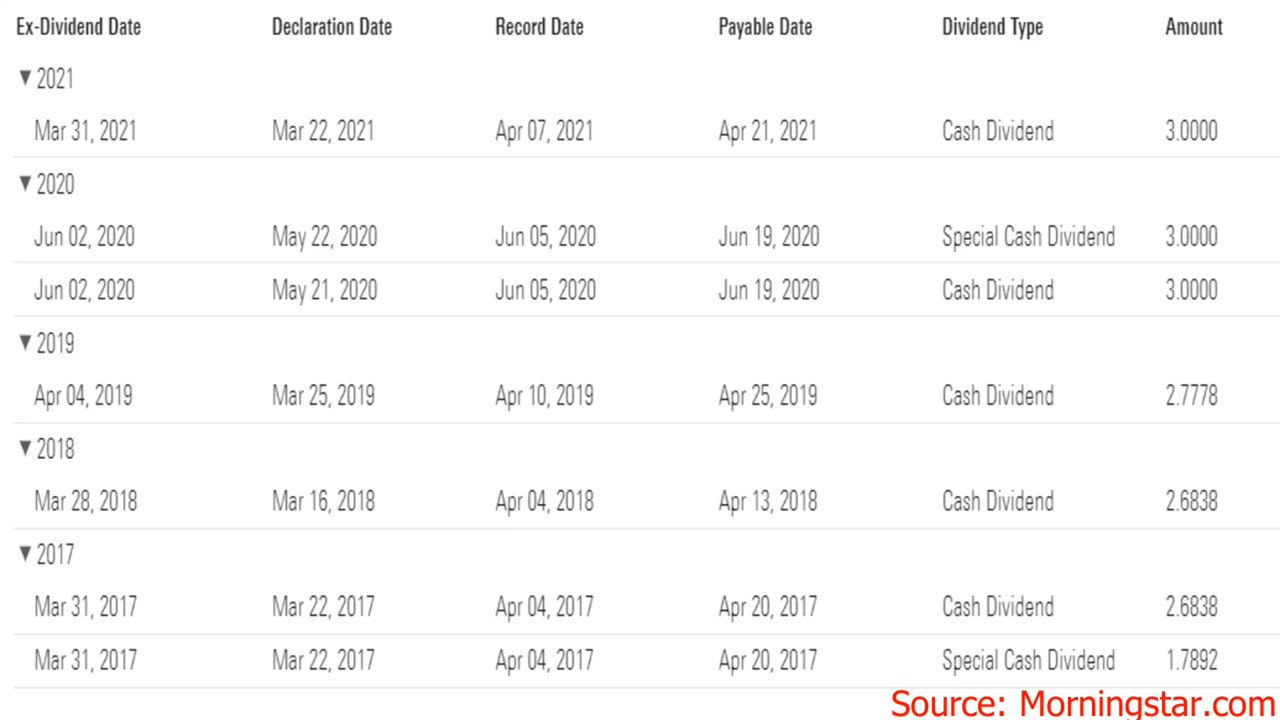 Ex-Dividend Date Declaration Date Record Date Payable Date Dividend Type Amount
▼ 2021
Mar 31, 2021 Mar 22, 2021 Apr 07, 2021 Apr 21, 2021 Cash Dividend 3.0000
▼ 2020
Jun 02, 2020 May 22, 2020 Jun 05, 2020 Jun 19, 2020 Special Cash Dividend 3.0000
Jun 02, 2020 May 21, 2020 Jun 05, 2020 Jun 19, 2020 Cash Dividend 3.0000
▼ 2019
Apr 04, 2019 Mar 25, 2019 Apr 10, 2019 Apr 25, 2019 Cash Dividend 2.7778
▼ 2018
Mar 28, 2018 Mar 16, 2018 Apr 04, 2018 Apr 13, 2018 Cash Dividend 2.6838
▼ 2017
Mar 31, 2017 Mar 22, 2017 Apr 04, 2017 Apr 20, 2017 Cash Dividend 2.6838
Mar 31, 2017 Mar 22, 2017 Apr 04, 2017 Apr 20, 2017 Special Cash Dividend 1.7892
Source: Morningstar.com